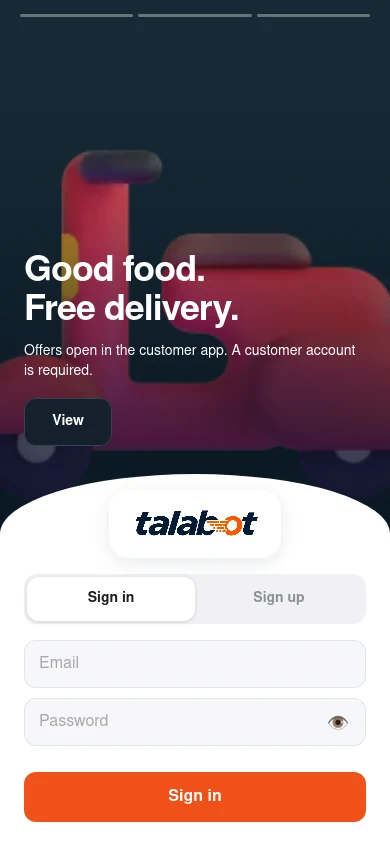 Good food.
Free delivery.
Offers open in the customer app. A customer account
is required.
View
talabot
Sign in
Sign up
Email
Password
Sign in